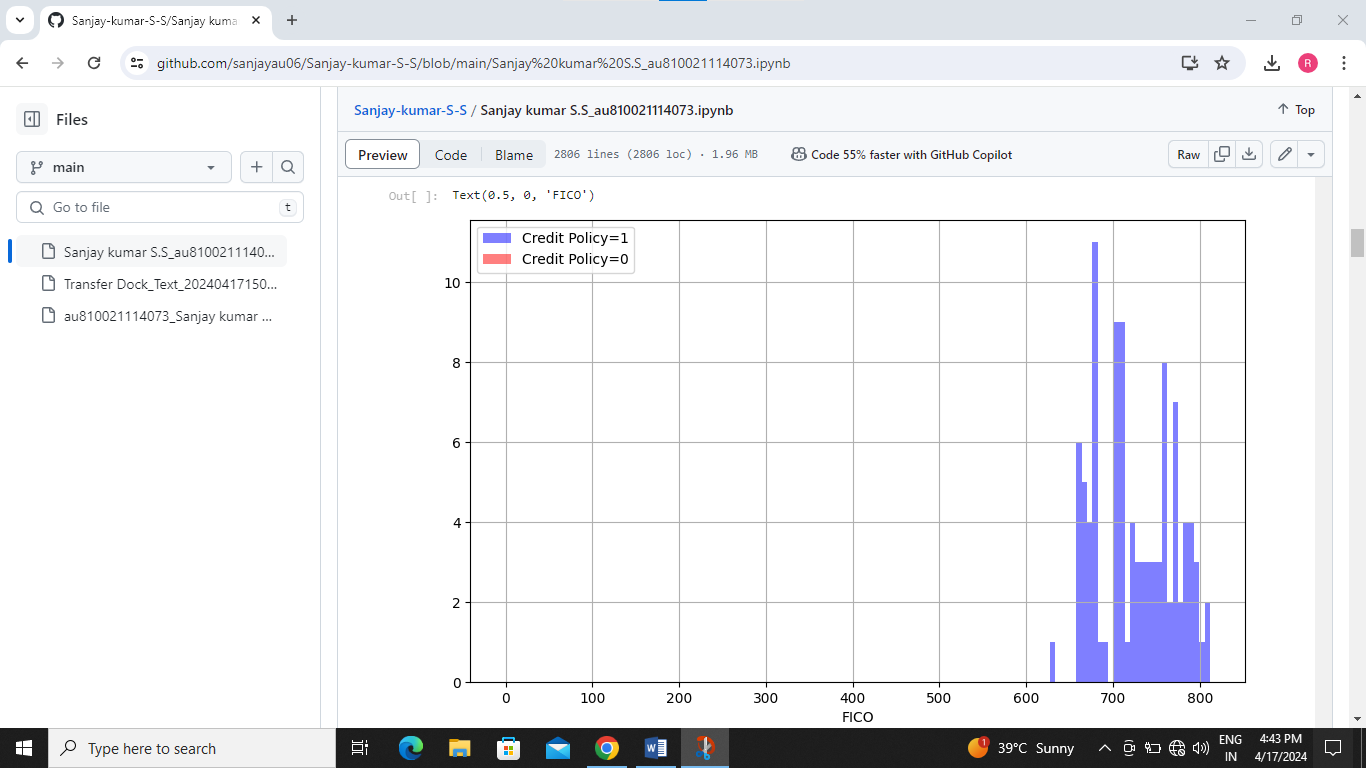 Sanjay-kumar-S-S/Sanjay kuma
github.com/sanjayau06/Sanjay-kumar-S-S/blob/main/Sanjay%20kumar%20S.S_au810021114073.ipynb
R
Files
main
Go to file
t
Sanjay kumar S.S_au8100211140...
Transfer Dock_Text_20240417150...
au810021114073_Sanjay kumar ...
Sanjay-kumar-S-S / Sanjay kumar S.S_au810021114073.ipynb
Top
Preview Code Blame 2806 lines (2806 loc) · 1.96 MB Code 55% faster with GitHub Copilot Raw
Out[ ]: Text(0.5, 0, 'FICO')
Credit Policy=1
Credit Policy=0
10
8
6
4
2
0
0 100 200 300 400 500 600 700 800
FICO
Type here to search
1
39°C Sunny
ENG
IN
4:43 PM
4/17/2024